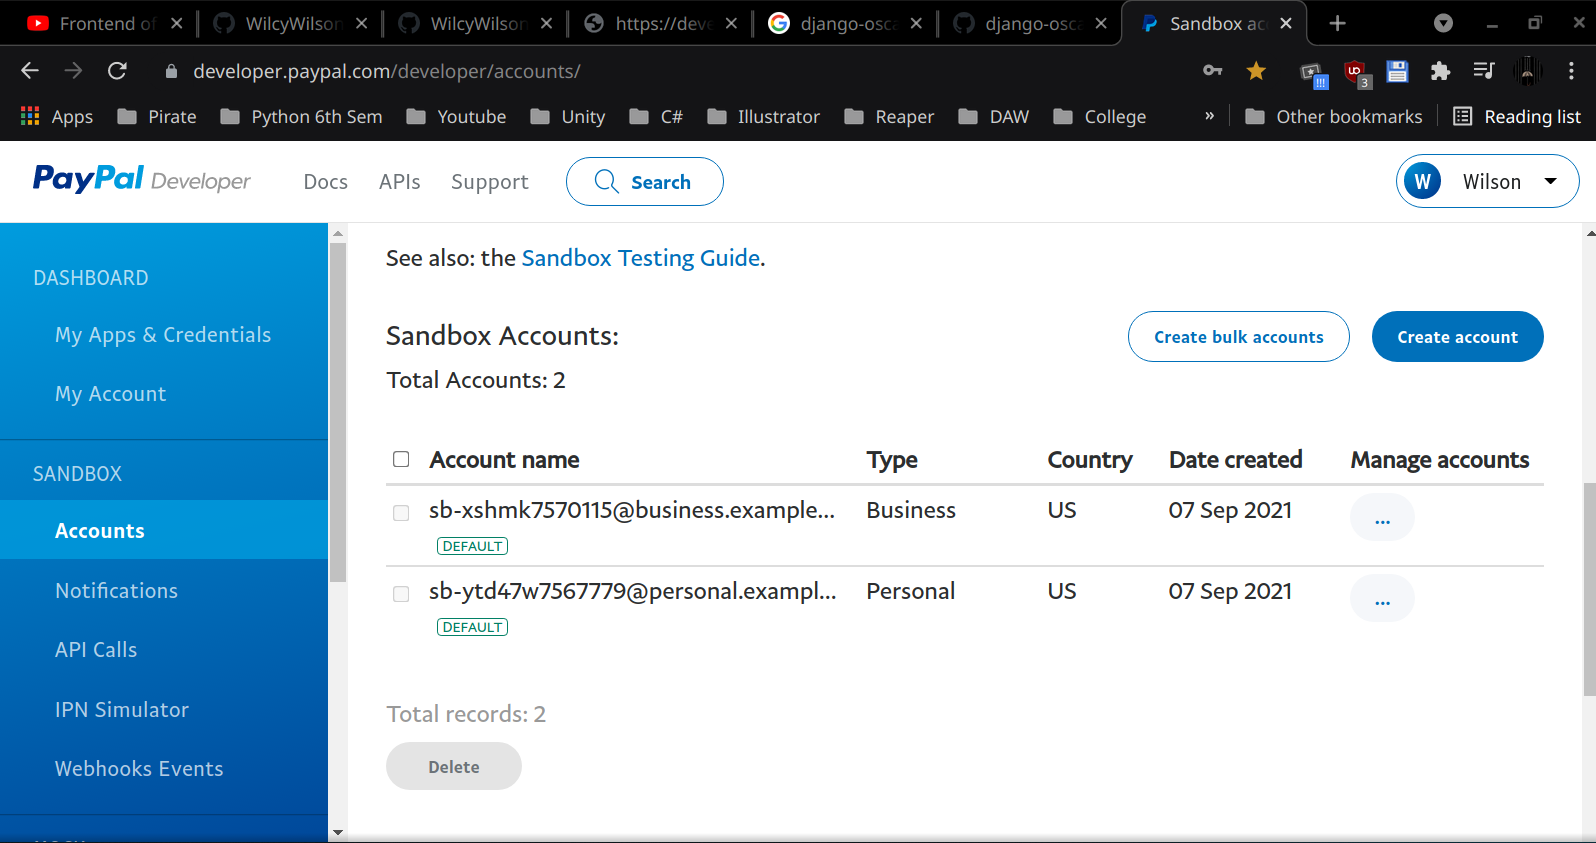 Frontend of
WilcyWilson
WilcyWilson
https://deve
django-osca
django-osca
Sandbox ac
developer.paypal.com/developer/accounts/
!!!
3
Apps
Pirate
Python 6th Sem
Youtube
Unity
C#
Illustrator
Reaper
DAW
College
»
Other bookmarks
Reading list
PayPal Developer
Docs
APIs
Support
Search
W
Wilson
DASHBOARD
My Apps & Credentials
My Account
SANDBOX
Accounts
Notifications
API Calls
IPN Simulator
Webhooks Events
See also: the Sandbox Testing Guide.
Sandbox Accounts:
Create bulk accounts
Create account
Total Accounts: 2
Account name Type Country Date created Manage accounts
sb-xshmk7570115@business.example... Business US 07 Sep 2021 ...
DEFAULT
sb-ytd47w7567779@personal.exampl... Personal US 07 Sep 2021 ...
DEFAULT
Total records: 2
Delete